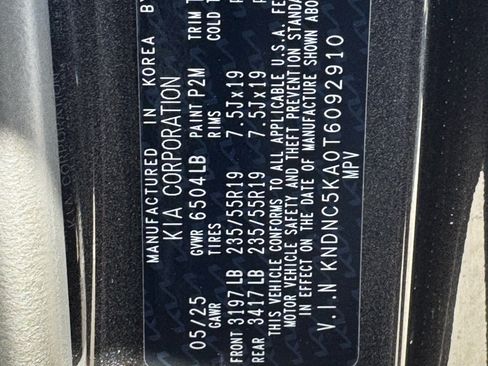 MANUFACTURED IN KOREA BY
KIA CORPORATION
05/25 GVWR 6504LB PAINT P2M TRIM
GAWR TIRES RIMS COLD
FRONT 3197LB 235/55R19 7.5Jx19
REAR 3417LB 235/55R19 7.5Jx19
THIS VEHICLE CONFORMS TO ALL APPLICABLE U.S.A. FE
MOTOR VEHICLE SAFETY AND THEFT PREVENTION STANDAR
IN EFFECT ON THE DATE OF MANUFACTURE SHOWN ABO
V.I.N KNDNC5KA0T6092910
MPV